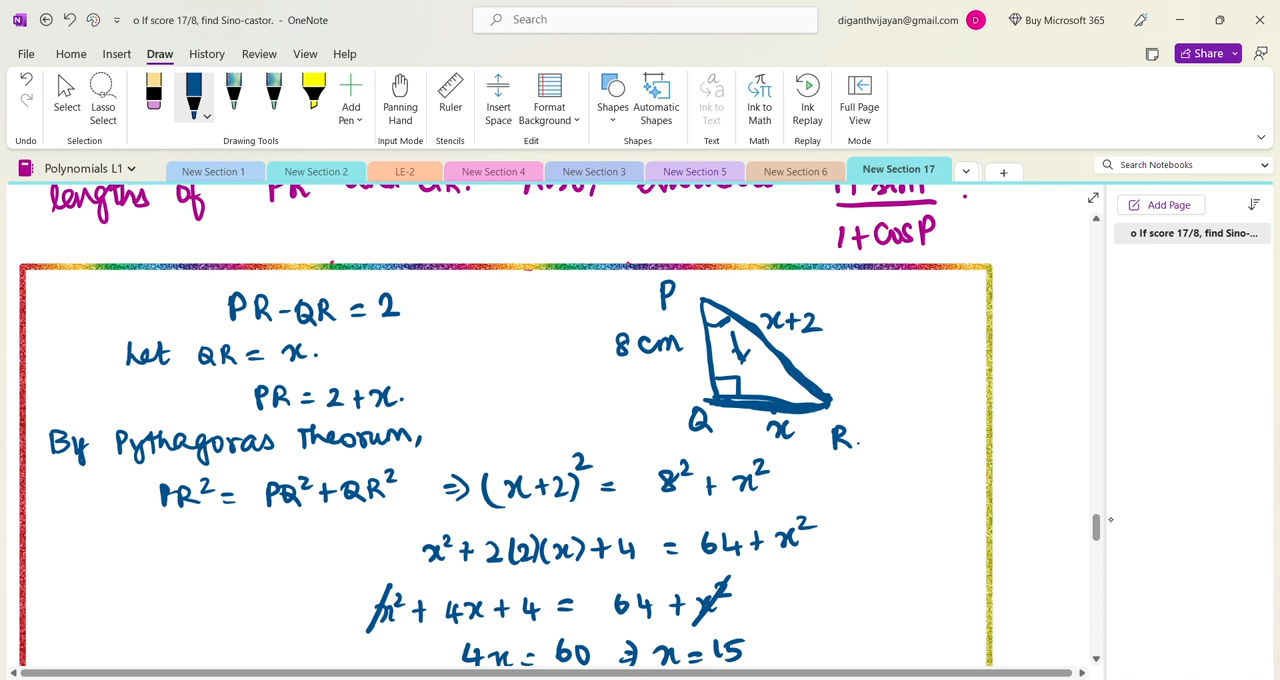 o If score 17/8, find Sino-castor. - OneNote
Search
diganthvijayan@gmail.com
D
Buy Microsoft 365
File Home Insert Draw History Review View Help
Share
Select
Lasso Select
Add Pen
Panning Hand
Ruler
Insert Space
Format Background
Shapes
Automatic Shapes
Ink to Text
Ink to Math
Ink Replay
Full Page View
Undo
Selection
Drawing Tools
Input Mode
Stencils
Edit
Shapes
Text
Math
Replay
Mode
Polynomials L1
New Section 1
New Section 2
LE-2
New Section 4
New Section 3
New Section 5
New Section 6
New Section 17
Search Notebooks
Add Page
o If score 17/8, find Sino-...
lengths of PR and QR.
1 + CosP
PR - QR = 2
Let QR = x.
PR = 2 + x.
By Pythagoras Theorum,
PR² = PQ² + QR² ⇒ (x+2)² = 8² + x²
x² + 2(2)(x) + 4 = 64 + x²
x² + 4x + 4 = 64 + x²
4x = 60 ⇒ x = 15
P
8 cm
x+2
Q
x
R.